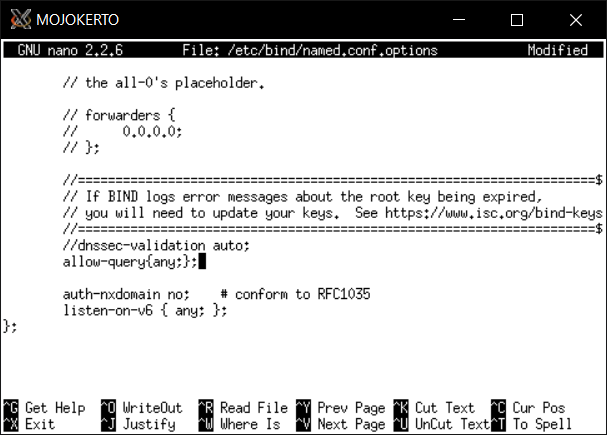 MOJOKERTO
GNU nano 2.2.6 File: /etc/bind/named.conf.options Modified
// the all-0's placeholder.
// forwarders {
// 0.0.0.0;
// };
//========================================================================$
// If BIND logs error messages about the root key being expired,
// you will need to update your keys. See https://www.isc.org/bind-keys
//========================================================================$
//dnssec-validation auto;
allow-query{any;};
auth-nxdomain no; # conform to RFC1035
listen-on-v6 { any; };
};
^G Get Help ^O WriteOut ^R Read File ^Y Prev Page ^K Cut Text ^C Cur Pos
^X Exit ^J Justify ^W Where Is ^V Next Page ^U UnCut Text ^T To Spell